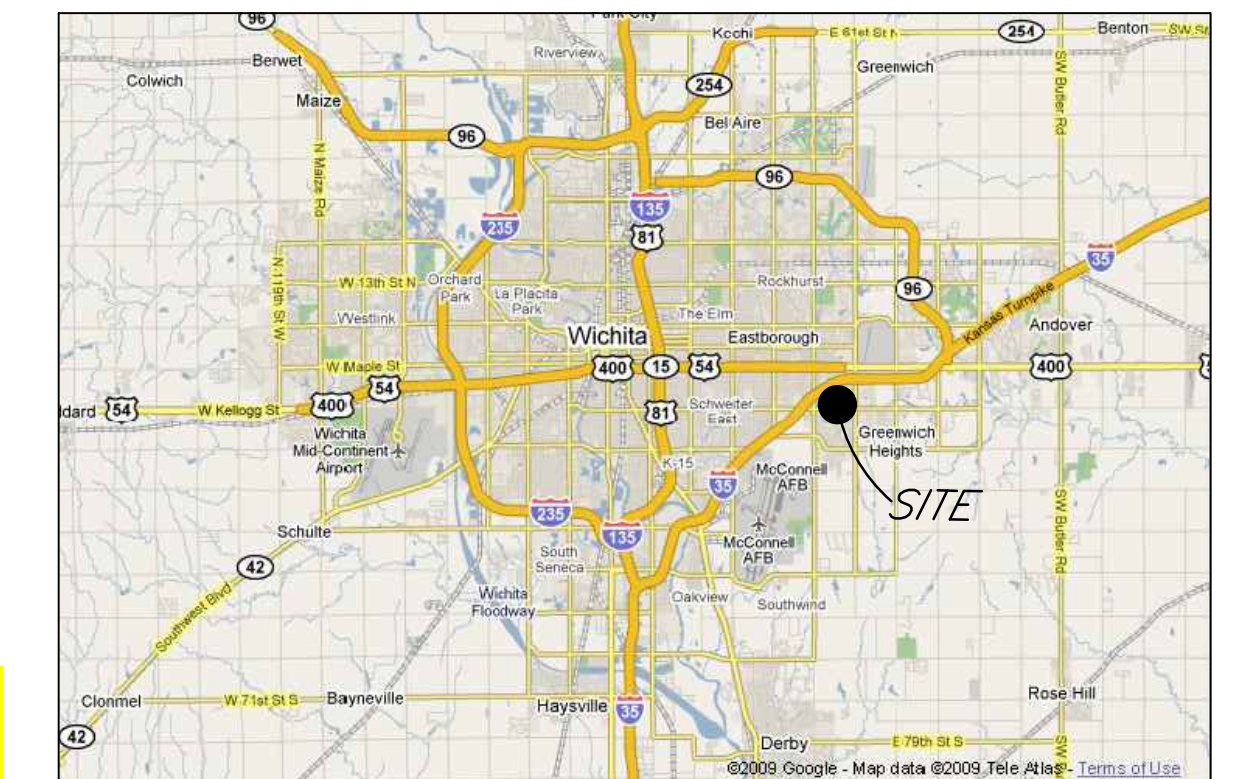 96
Park City
Kechi
E 61st St N
254
Benton
Riverview
Berwet
Greenwich
SW Butler Rd
Colwich
254
Maize
Bel Aire
96
N Maize Rd
96
135
235
81
35
W 13th St N
Orchard
Park
Rockhurst
96
N 119th St W
La Placita
Park
Kansas Turnpike
Westlink
The Elm
Andover
Wichita
Eastborough
W Maple St
400
15
54
400
54
ldard
54
W Kellogg St
400
81
Schweiter
East
SITE
Wichita
Mid-Continent
Airport
Greenwich
Heights
K-15
McConnell
AFB
35
235
135
McConnell
AFB
SW Butler Rd
Schulte
South
Seneca
42
Southwest Blvd
Wichita
Floodway
Oakview
Southwind
Clonmel
W 71st St S
Bayneville
Haysville
35
Rose Hill
42
Derby
E 79th St S
©2009 Google - Map data ©2009 Tele Atlas - Terms of Use